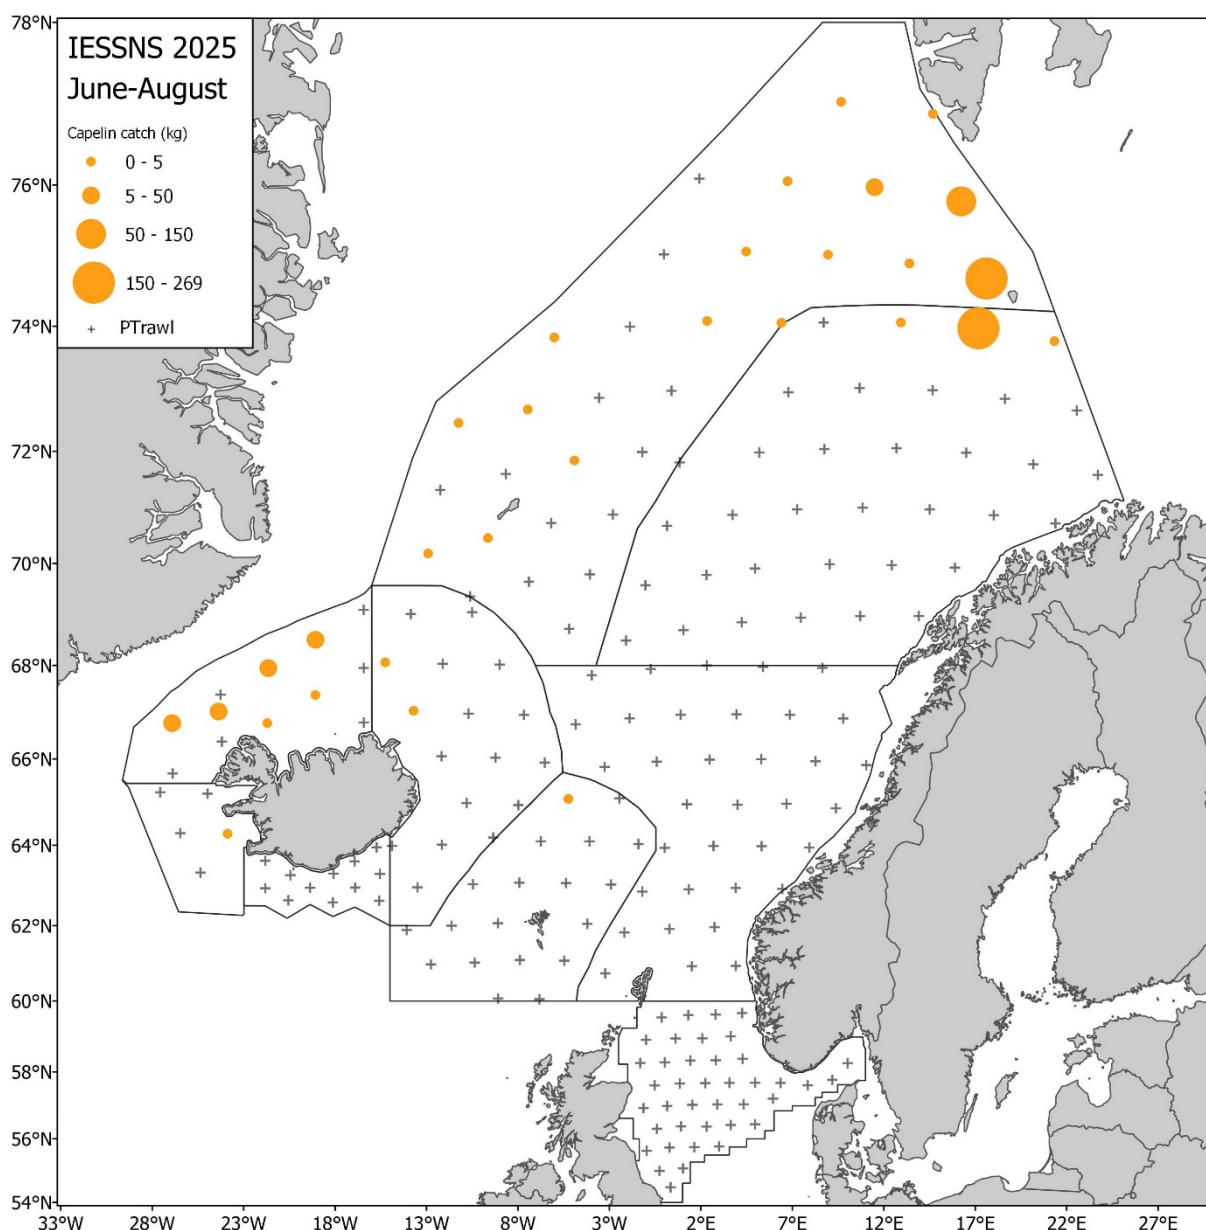 IESSNS 2025
June-August
Capelin catch (kg)
0 - 5
5 - 50
50 - 150
150 - 269
PTrawl
78°N
76°N
74°N
72°N
70°N
68°N
66°N
64°N
62°N
60°N
58°N
56°N
54°N
33°W 28°W 23°W 18°W 13°W 8°W 3°W 2°E 7°E 12°E 17°E 22°E 27°E